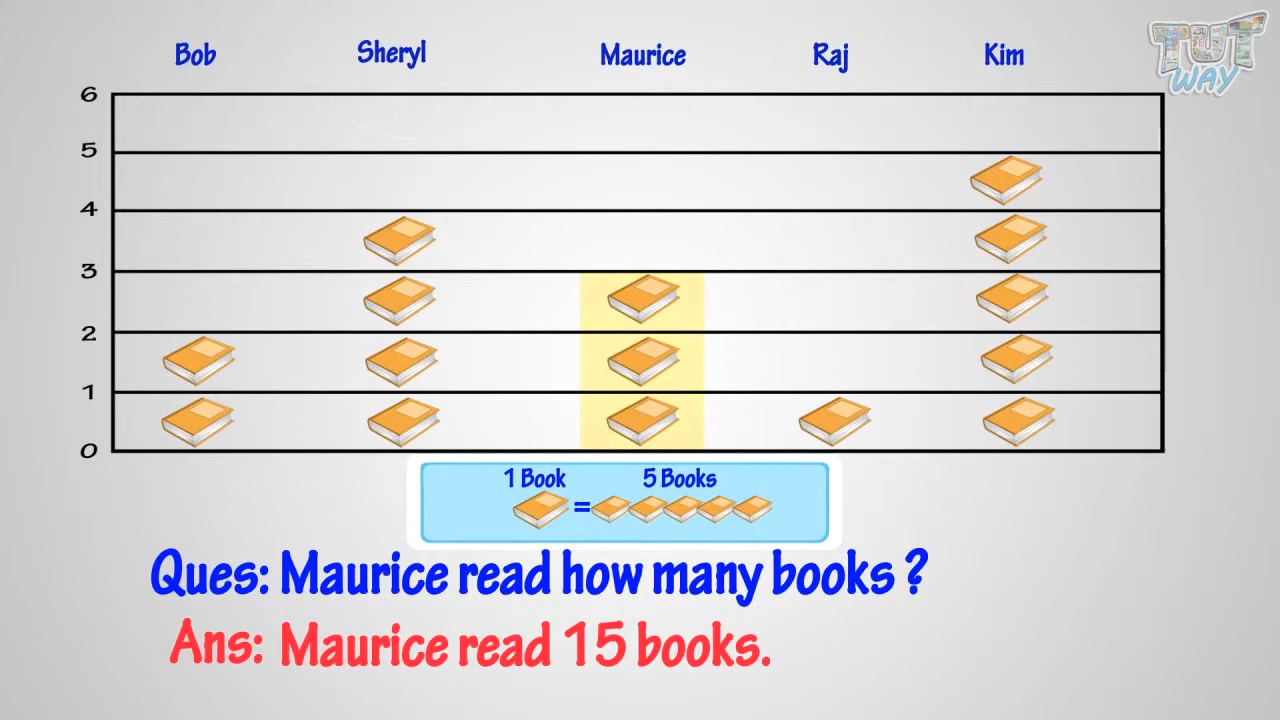 Bob Sheryl Maurice Raj Kim
TUT
WAY
6
5
4
3
2
1
0
1 Book 5 Books
=
Ques: Maurice read how many books ?
Ans: Maurice read 15 books.